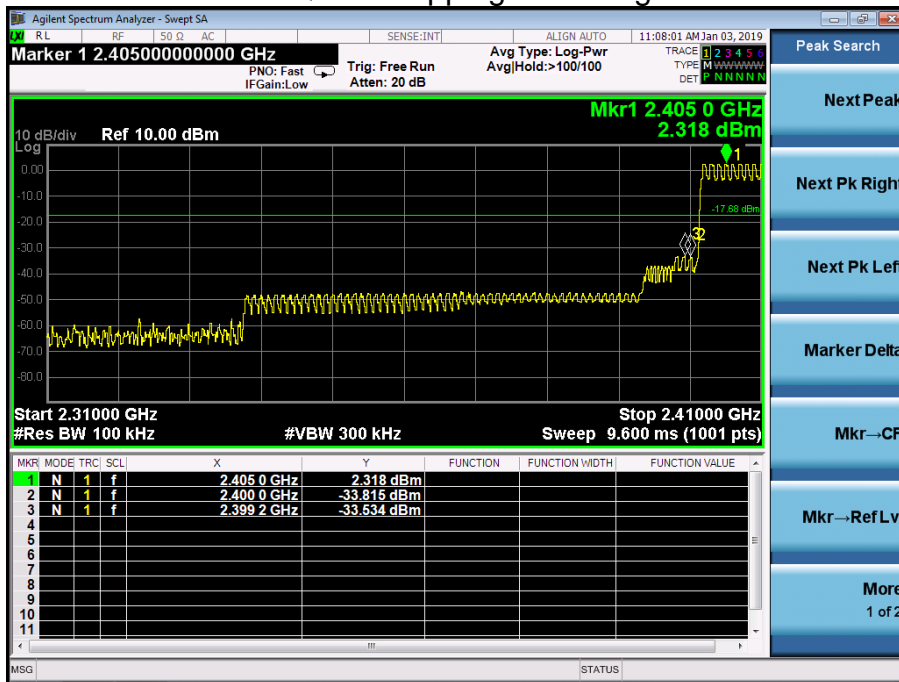 Agilent Spectrum Analyzer - Swept SA
LXI RL RF 50 Ω AC SENSE:INT ALIGN AUTO 11:08:01 AM Jan 03, 2019
Marker 1 2.405000000000 GHz
PNO: Fast
IFGain:Low
Trig: Free Run
Atten: 20 dB
Avg Type: Log-Pwr
Avg|Hold:>100/100
TRACE 1 2 3 4 5 6
TYPE M WWWWW
DET P N N N N N
Mkr1 2.405 0 GHz
2.318 dBm
10 dB/div Ref 10.00 dBm
Log
1
0.00
-10.0
-17.68 dBm
-20.0
32
-30.0
-40.0
-50.0
-60.0
-70.0
-80.0
Start 2.31000 GHz Stop 2.41000 GHz
#Res BW 100 kHz #VBW 300 kHz Sweep 9.600 ms (1001 pts)
MKR MODE TRC SCL X Y FUNCTION FUNCTION WIDTH FUNCTION VALUE
1 N 1 f 2.405 0 GHz 2.318 dBm
2 N 1 f 2.400 0 GHz -33.815 dBm
3 N 1 f 2.399 2 GHz -33.534 dBm
4
5
6
7
8
9
10
11
MSG STATUS
Peak Search
Next Peak
Next Pk Right
Next Pk Left
Marker Delta
Mkr→CF
Mkr→Ref Lv
More
1 of 2